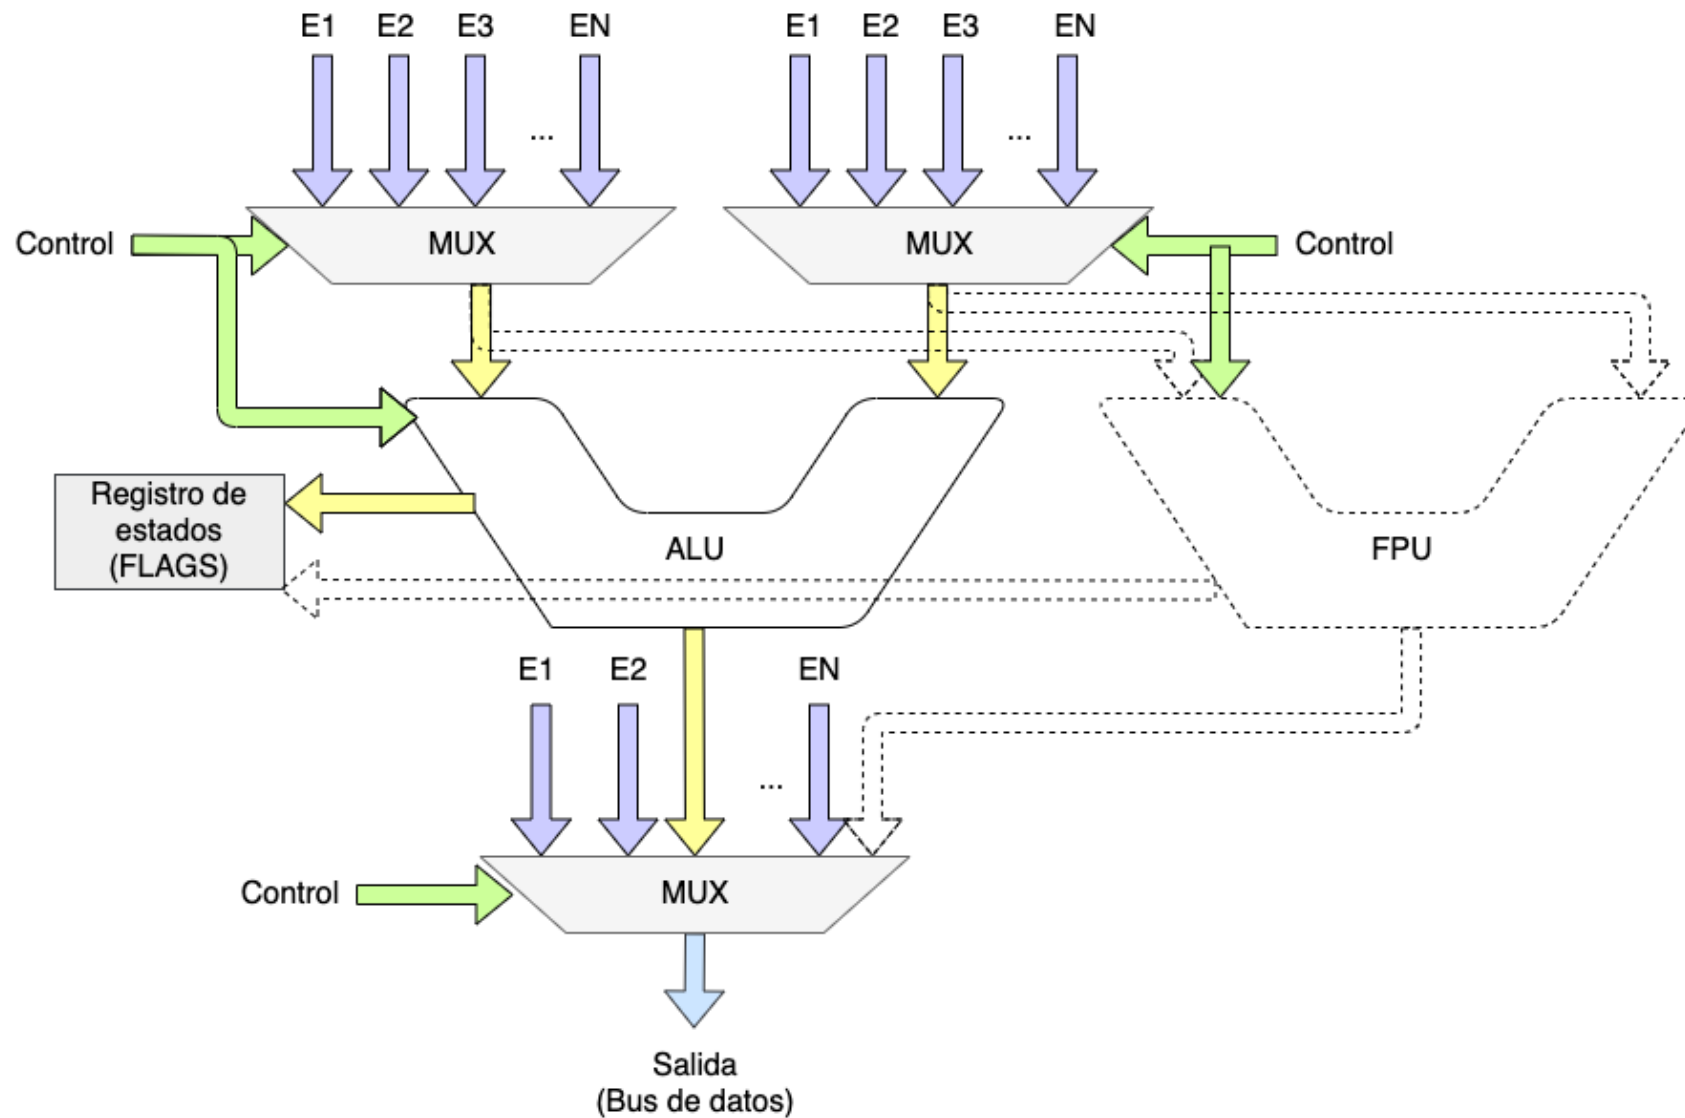 E1 E2 E3 EN E1 E2 E3 EN
... ...
Control MUX MUX Control
Registro de
estados
(FLAGS)
ALU FPU
E1 E2 EN
...
Control MUX
Salida
(Bus de datos)